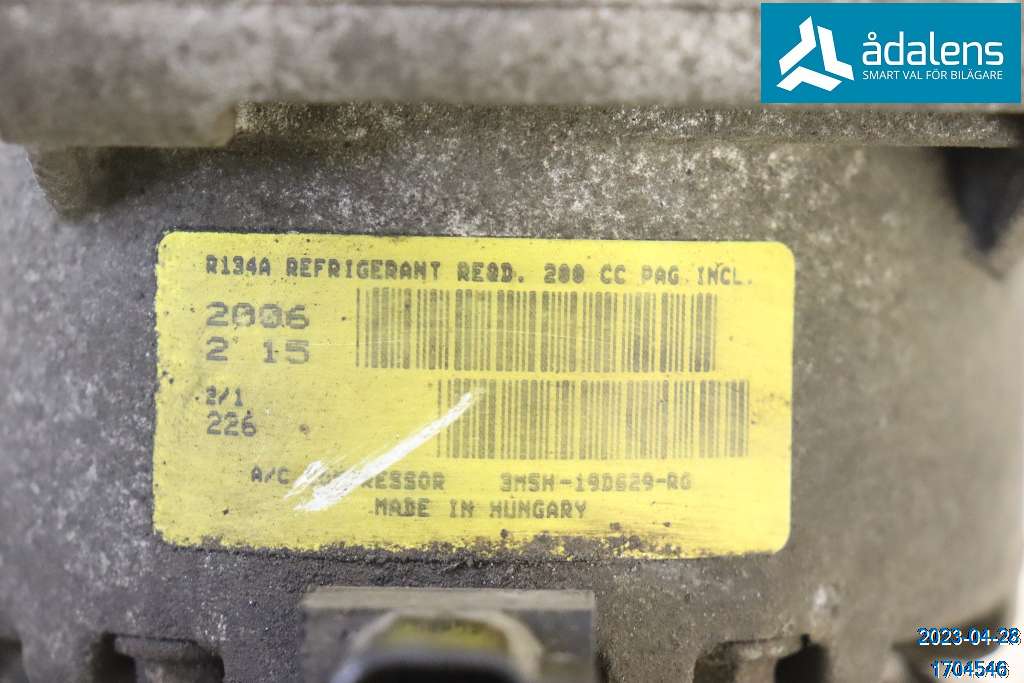 ådalens
SMART VAL FÖR BILÄGARE
R134A REFRIGERANT REQD. 200 CC PAG INCL.
2006
2 15
2/1
226
A/C 3M5H-19D629-RG
MADE IN HUNGARY
2023-04-28
1704546